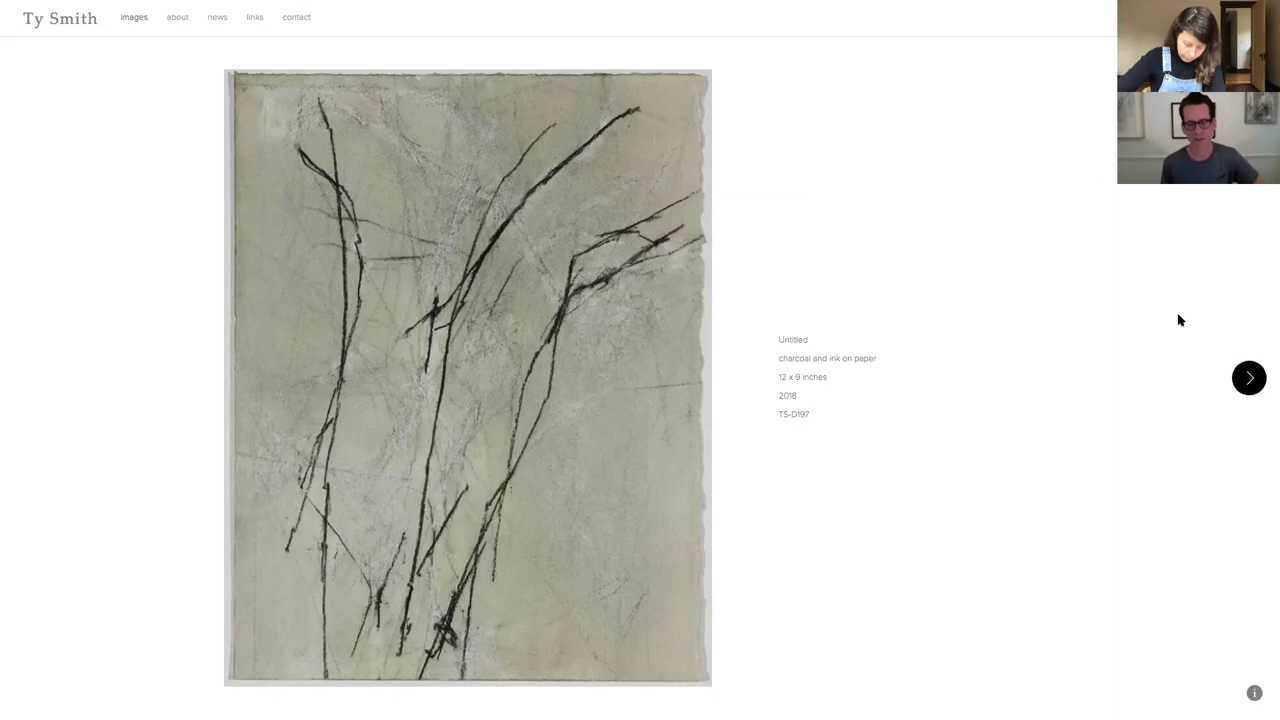 Ty Smith
images about news links contact
Untitled
charcoal and ink on paper
12 x 9 inches
2018
TS-D197
i